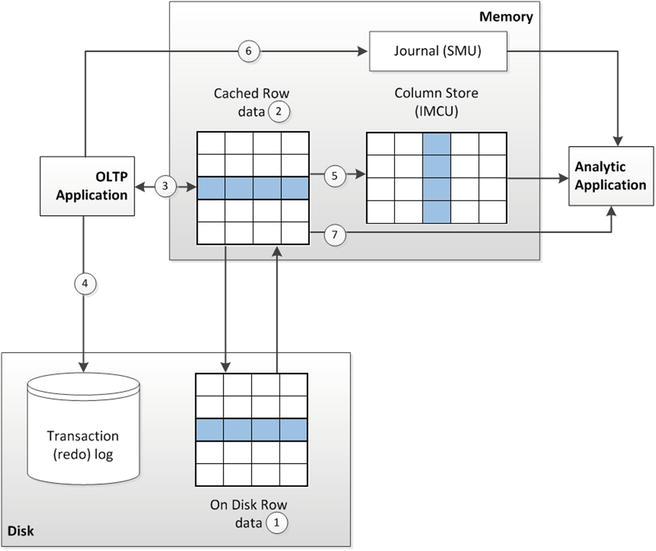 Memory
6
Journal (SMU)
Cached Row
data 2
Column Store
(IMCU)
OLTP
Application
3
5
Analytic
Application
7
4
Transaction
(redo) log
On Disk Row
data 1
Disk